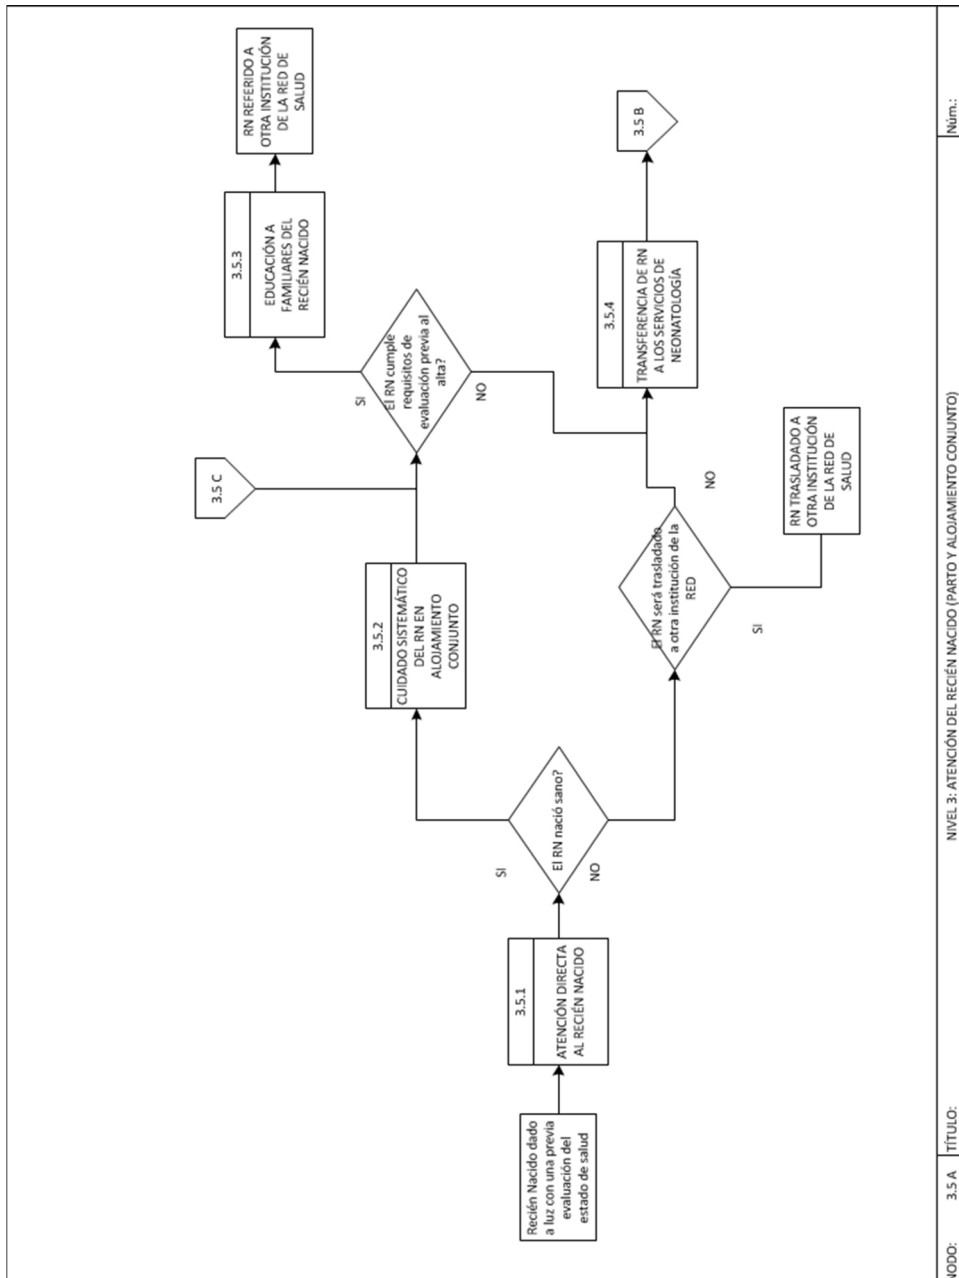 Recién Nacido dado
a luz con una previa
evaluación del
estado de salud
3.5.1
ATENCIÓN DIRECTA
AL RECIÉN NACIDO
El RN nació sano?
SI
NO
3.5.2
CUIDADO SISTEMÁTICO
DEL RN EN
ALOJAMIENTO
CONJUNTO
3.5 C
El RN cumple
requisitos de
evaluación previa al
alta?
SI
NO
3.5.3
EDUCACIÓN A
FAMILIARES DEL
RECIÉN NACIDO
RN REFERIDO A
OTRA INSTITUCIÓN
DE LA RED DE
SALUD
El RN será trasladado
a otra institución de la
RED
SI
NO
RN TRASLADADO A
OTRA INSTITUCIÓN
DE LA RED DE
SALUD
3.5.4
TRANSFERENCIA DE RN
A LOS SERVICIOS DE
NEONATOLOGÍA
3.5 B
NODO: 3.5 A TÍTULO: NIVEL 3: ATENCIÓN DEL RECIÉN NACIDO (PARTO Y ALOJAMIENTO CONJUNTO) Núm.: